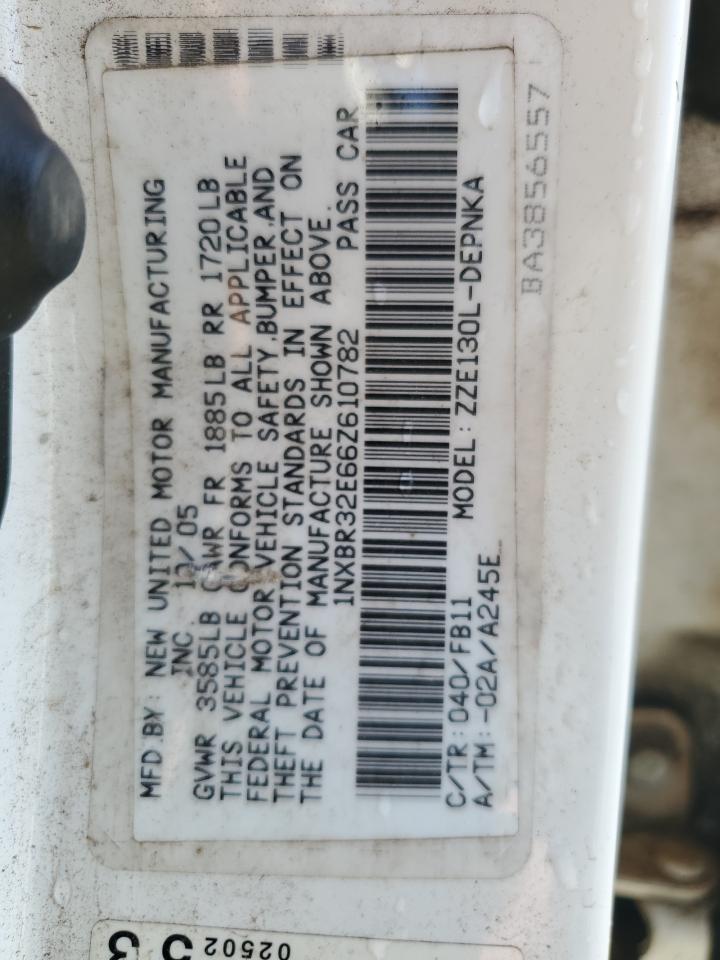 MFD.BY: NEW UNITED MOTOR MANUFACTURING
INC. 12/05
GVWR 3585LB GAWR FR 1885LB RR 1720LB
THIS VEHICLE CONFORMS TO ALL APPLICABLE
FEDERAL MOTOR VEHICLE SAFETY,BUMPER,AND
THEFT PREVENTION STANDARDS IN EFFECT ON
THE DATE OF MANUFACTURE SHOWN ABOVE.
1NXBR32E66Z610782 PASS CAR
C/TR:040/FB11 MODEL:ZZE130L-DEPNKA
A/TM:-02A/A245E
BA3856557
02502